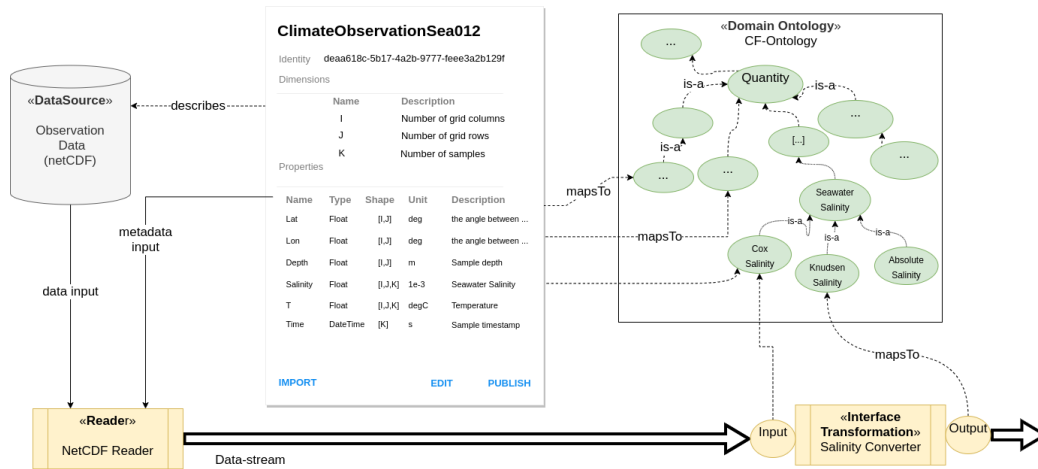 ClimateObservationSea012
Identity deaa618c-5b17-4a2b-9777-feee3a2b129f
Dimensions
Name Description
I Number of grid columns
J Number of grid rows
K Number of samples
Properties
Name Type Shape Unit Description
Lat Float [I,J] deg the angle between ...
Lon Float [I,J] deg the angle between ...
Depth Float [I,J] m Sample depth
Salinity Float [I,J,K] 1e-3 Seawater Salinity
T Float [I,J,K] degC Temperature
Time DateTime [K] s Sample timestamp
IMPORT EDIT PUBLISH
«DataSource»
Observation
Data
(netCDF)
describes
metadata
input
data input
«Reader»
NetCDF Reader
Data-stream
«Domain Ontology»
CF-Ontology
...
Quantity
is-a
is-a
...
...
[...]
is-a
...
...
...
mapsTo
Seawater
Salinity
mapsTo
is-a
is-a
is-a
Cox
Salinity
Knudsen
Salinity
Absolute
Salinity
mapsTo
Input
«Interface
Transformation»
Salinity Converter
Output